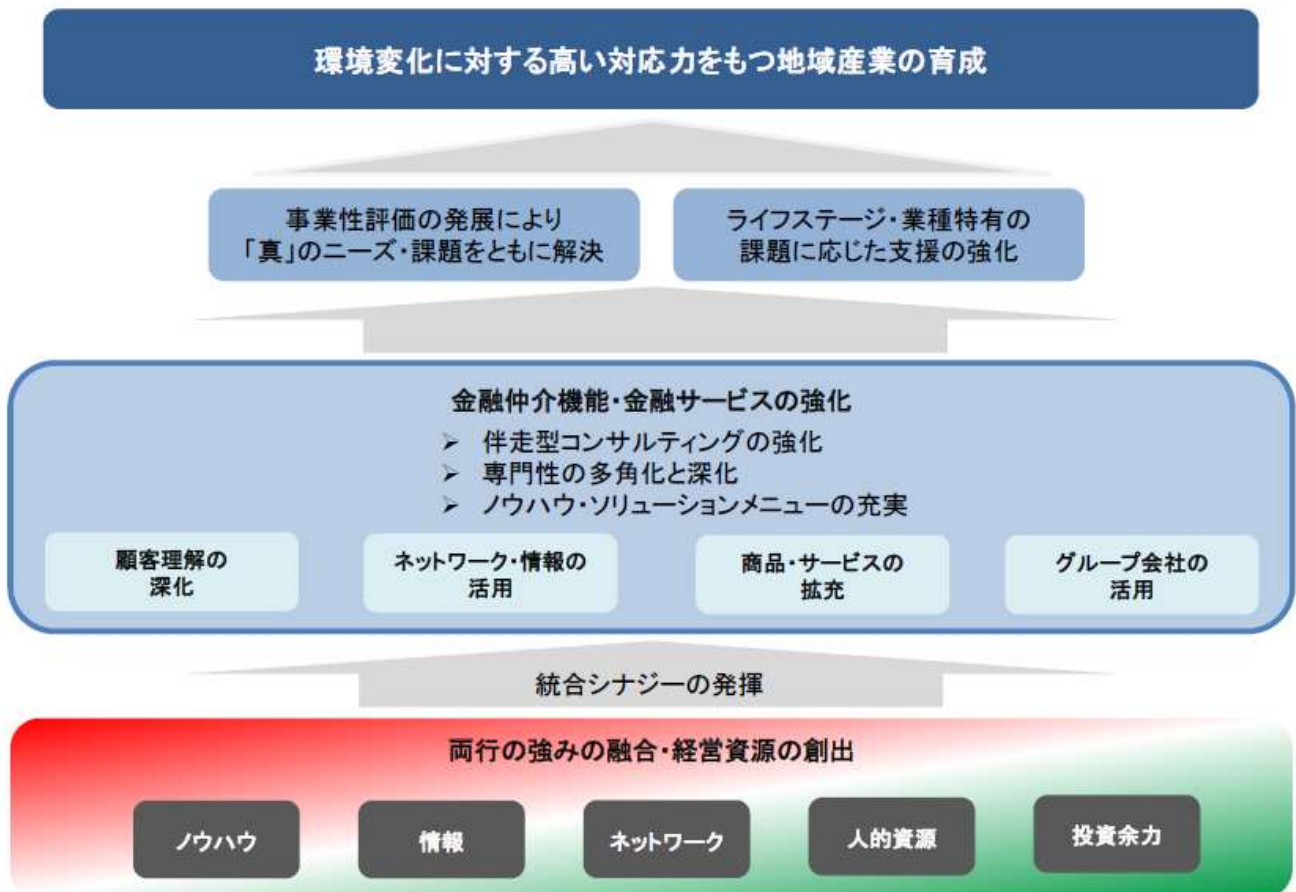 環境変化に対する高い対応力をもつ地域産業の育成
事業性評価の発展により
「真」のニーズ・課題をともに解決
ライフステージ・業種特有の
課題に応じた支援の強化
金融仲介機能・金融サービスの強化
➢ 伴走型コンサルティングの強化
➢ 専門性の多角化と深化
➢ ノウハウ・ソリューションメニューの充実
顧客理解の
深化
ネットワーク・情報の
活用
商品・サービスの
拡充
グループ会社の
活用
統合シナジーの発揮
両行の強みの融合・経営資源の創出
ノウハウ
情報
ネットワーク
人的資源
投資余力